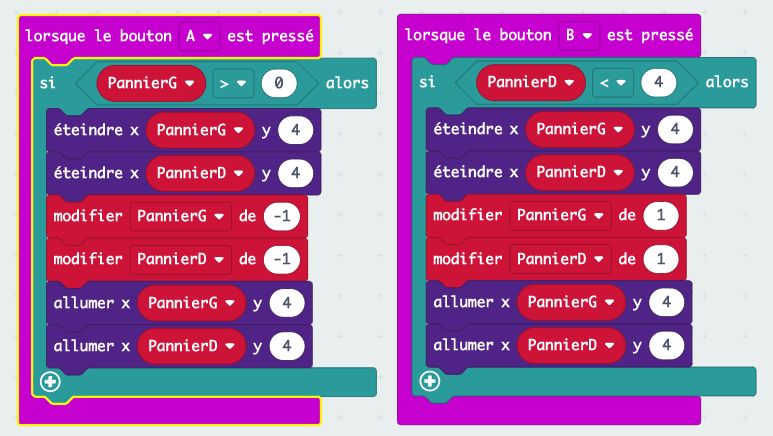 lorsque le bouton A est pressé
si PannierG > 0 alors
éteindre x PannierG y 4
éteindre x PannierD y 4
modifier PannierG de -1
modifier PannierD de -1
allumer x PannierG y 4
allumer x PannierD y 4
lorsque le bouton B est pressé
si PannierD < 4 alors
éteindre x PannierG y 4
éteindre x PannierD y 4
modifier PannierG de 1
modifier PannierD de 1
allumer x PannierG y 4
allumer x PannierD y 4